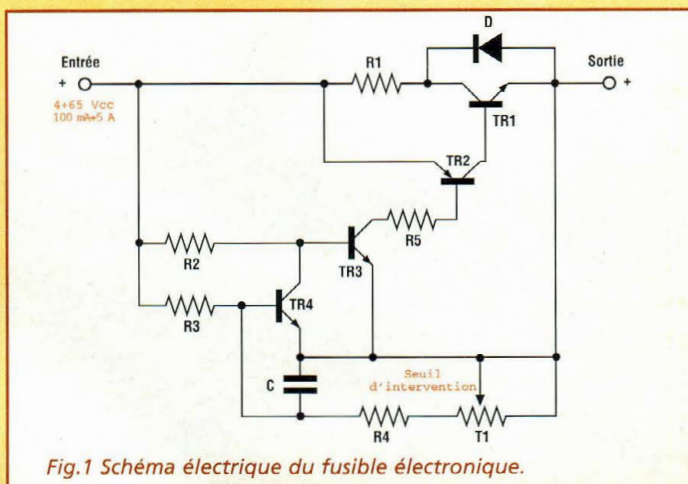 D
Entrée
R1
Sortie
+
+
4+65 Vcc
100 mA+5 A
TR1
TR2
R5
R2
TR3
R3
TR4
Seuil
d'intervention
C
R4
T1
Fig.1 Schéma électrique du fusible électronique.